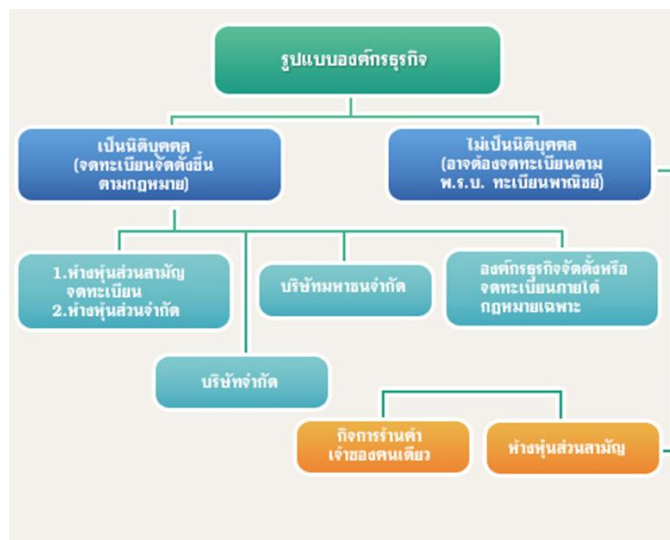 รูปแบบองค์กรธุรกิจ
เป็นนิติบุคคล
(จดทะเบียนจัดตั้งขึ้น
ตามกฎหมาย)
ไม่เป็นนิติบุคคล
(อาจต้องจดทะเบียนตาม
พ.ร.บ. ทะเบียนพาณิชย์)
1.ห้างหุ้นส่วนสามัญ
จดทะเบียน
2.ห้างหุ้นส่วนจำกัด
บริษัทมหาชนจำกัด
องค์กรธุรกิจจัดตั้งหรือ
จดทะเบียนภายใต้
กฎหมายเฉพาะ
บริษัทจำกัด
กิจการร้านค้า
เจ้าของคนเดียว
ห้างหุ้นส่วนสามัญ